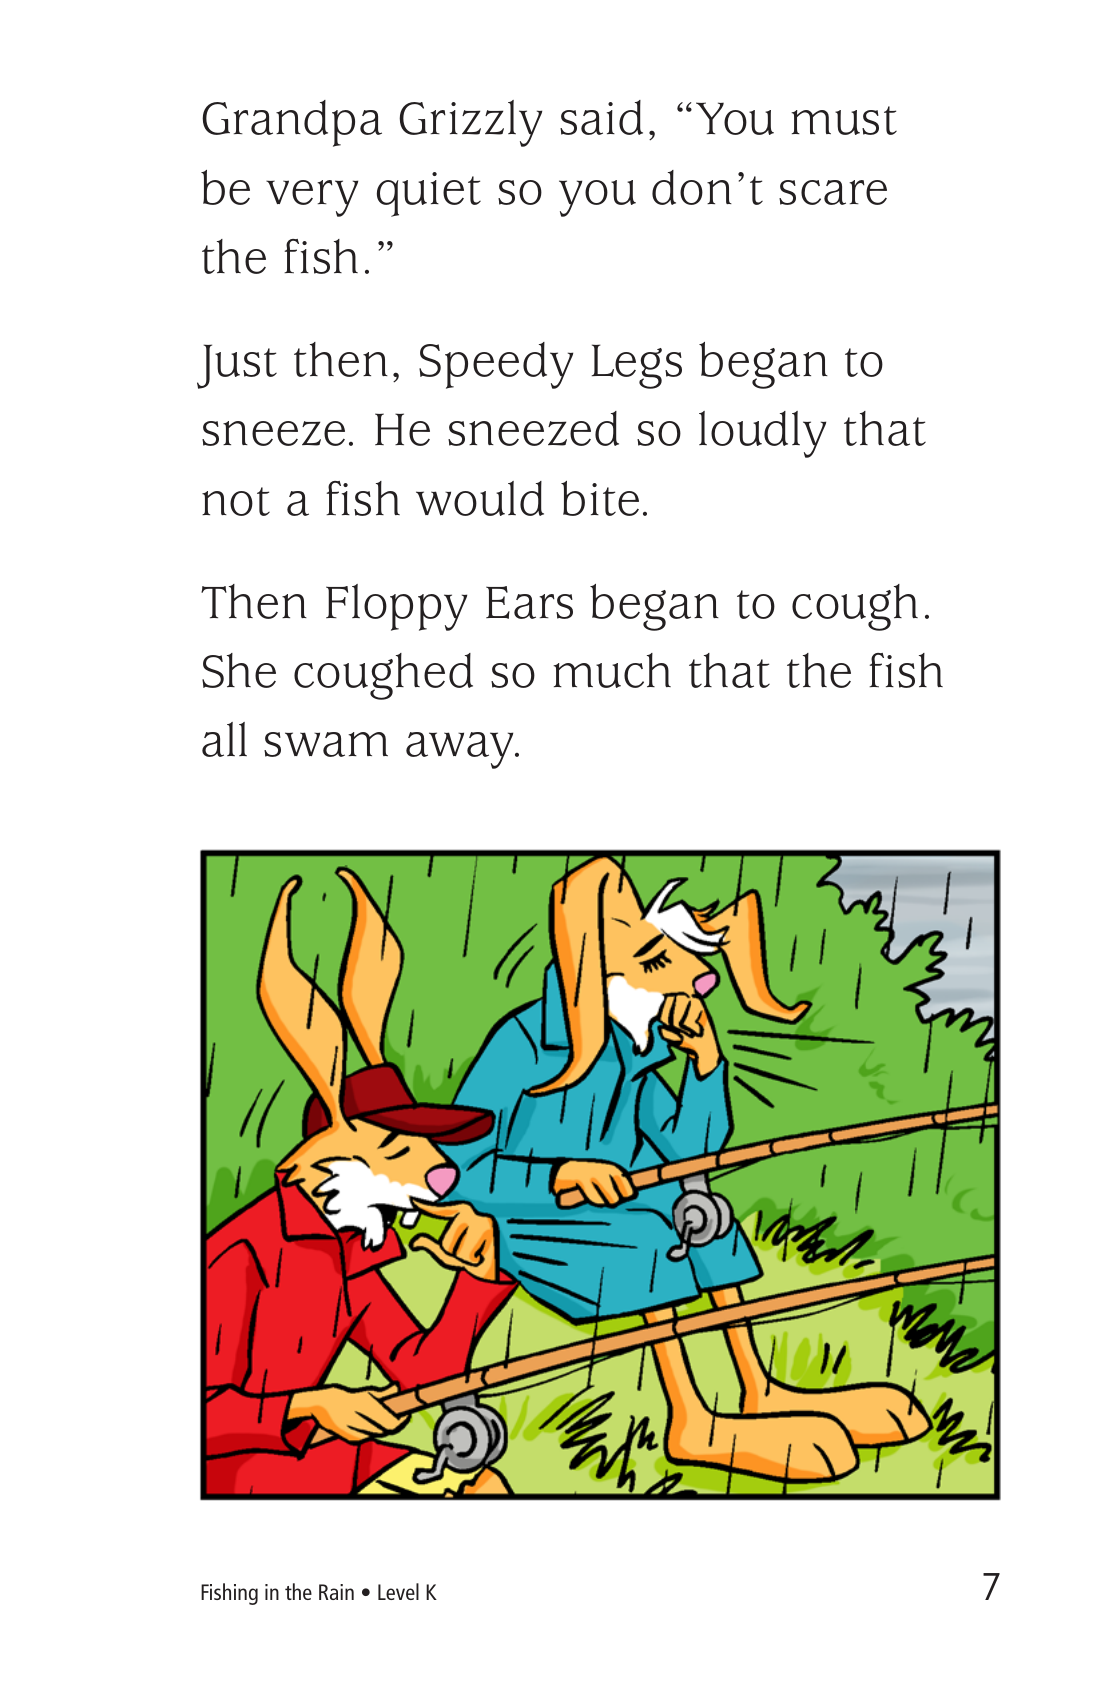 Grandpa Grizzly said, “You must
be very quiet so you don’t scare
the fish.”
Just then, Speedy Legs began to
sneeze. He sneezed so loudly that
not a fish would bite.
Then Floppy Ears began to cough.
She coughed so much that the fish
all swam away.
Fishing in the Rain • Level K
7